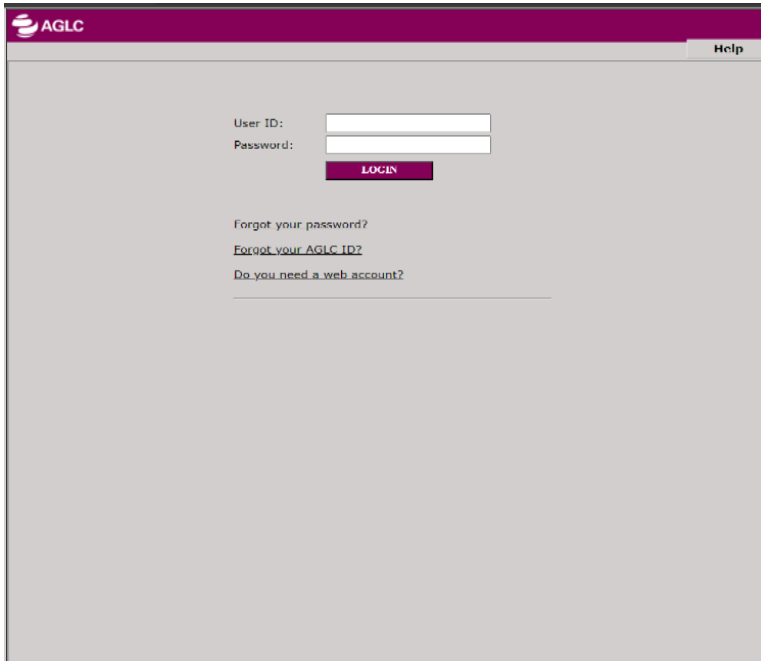 AGLC
Help
User ID:
Password:
LOGIN
Forgot your password?
Forgot your AGLC ID?
Do you need a web account?